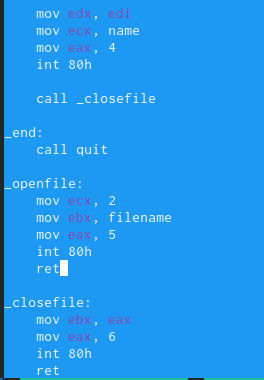 mov edx, edi
mov ecx, name
mov eax, 4
int 80h
call _closefile
_end:
call quit
_openfile:
mov ecx, 2
mov ebx, filename
mov eax, 5
int 80h
ret
_closefile:
mov ebx, eax
mov eax, 6
int 80h
ret